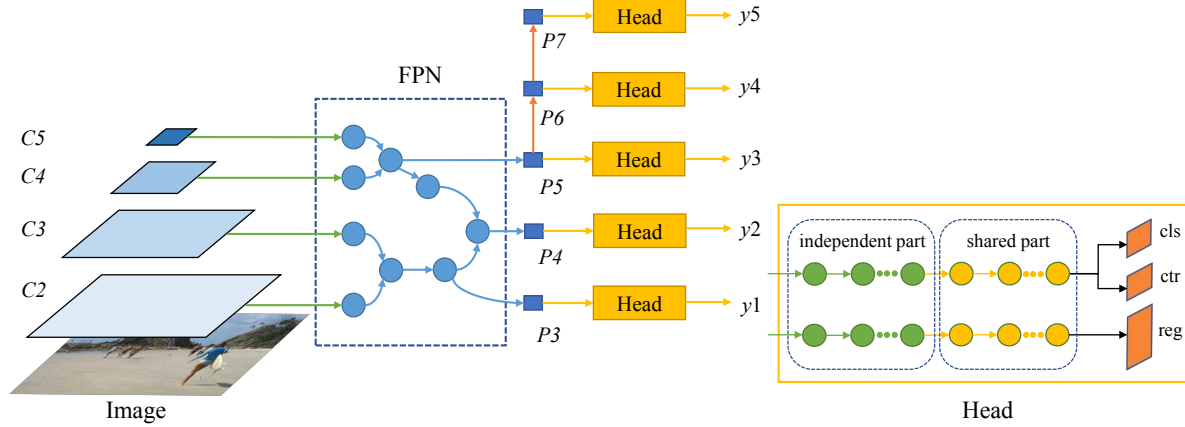 Head
y5
P7
FPN
Head
y4
P6
C5
Head
y3
C4
P5
C3
Head
y2
independent part
shared part
cls
P4
C2
ctr
Head
y1
P3
reg
Image
Head